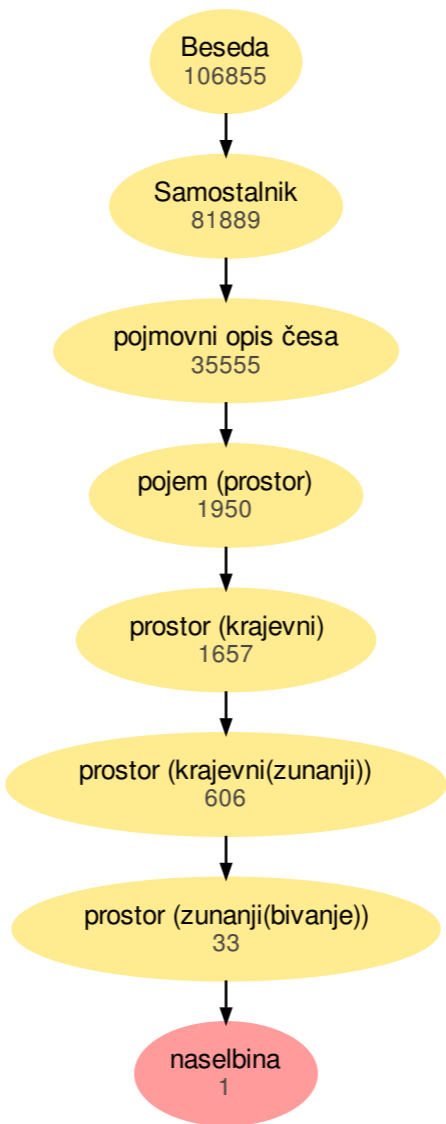 Beseda
106855
Samostalnik
81889
pojmovni opis česa
35555
pojem (prostor)
1950
prostor (krajevni)
1657
prostor (krajevni(zunanji))
606
prostor (zunanji(bivanje))
33
naselbina
1